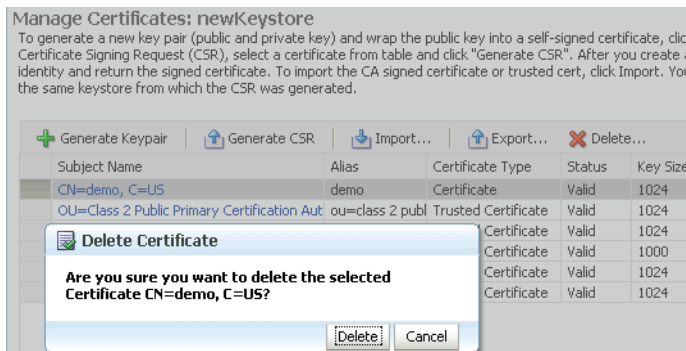 Manage Certificates: newKeystore
To generate a new key pair (public and private key) and wrap the public key into a self-signed certificate, clic
Certificate Signing Request (CSR), select a certificate from table and click "Generate CSR". After you create a
identity and return the signed certificate. To import the CA signed certificate or trusted cert, click Import. You
the same keystore from which the CSR was generated.
Generate Keypair Generate CSR Import... Export... Delete...
Subject Name Alias Certificate Type Status Key Size
CN=demo, C=US demo Certificate Valid 1024
OU=Class 2 Public Primary Certification Aut ou=class 2 publ Trusted Certificate Valid 1024
Certificate Valid 1024
Certificate Valid 1000
Certificate Valid 1024
Certificate Valid 1024
Delete Certificate
Are you sure you want to delete the selected
Certificate CN=demo, C=US?
Delete Cancel